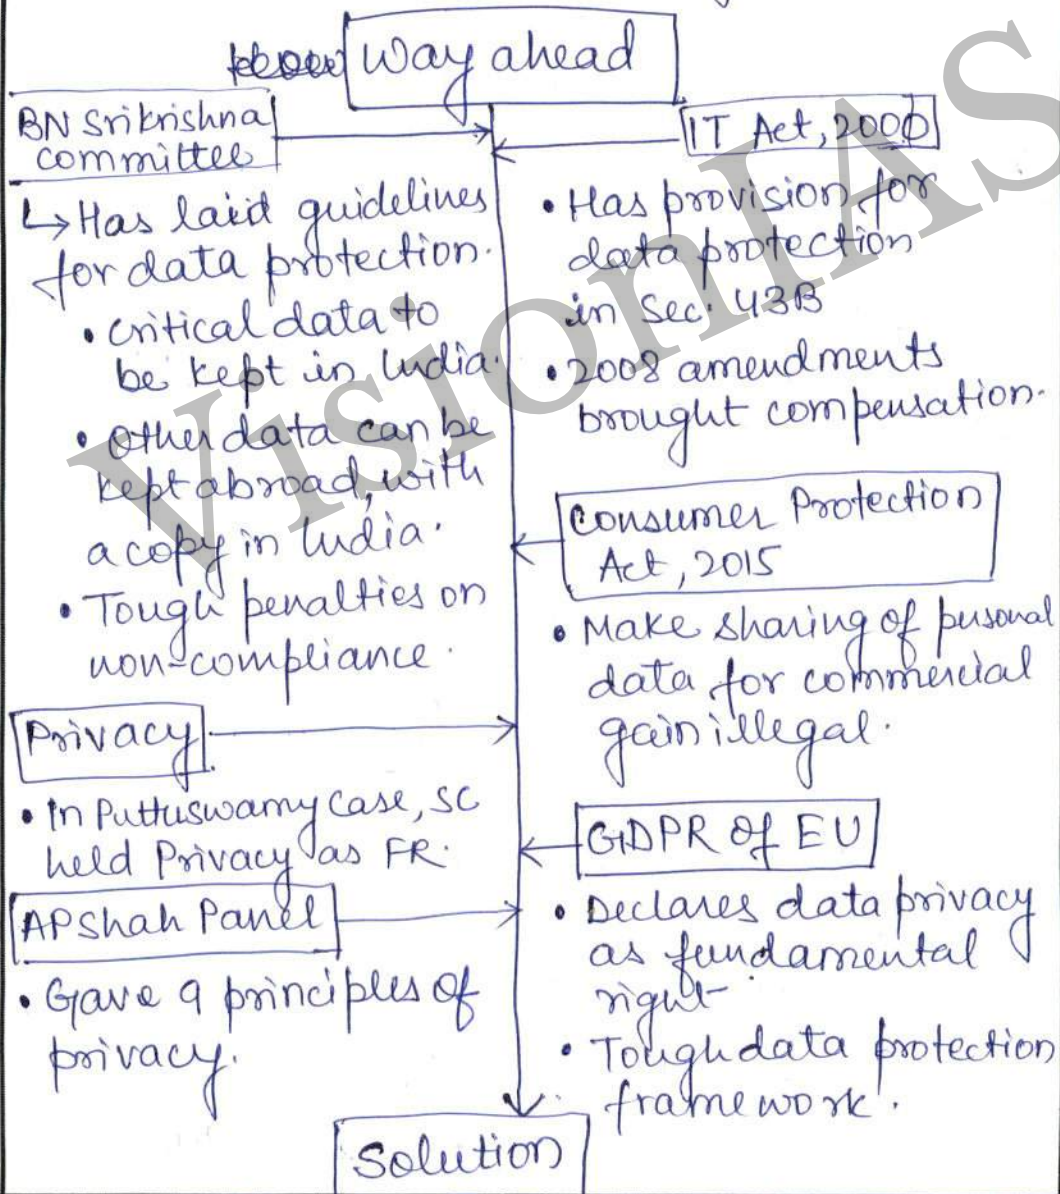 Way ahead
BN Srikrishna
committee
↳ Has laid guidelines
for data protection.
• critical data to
be kept in India.
• Other data can be
kept abroad, with
a copy in India.
• Tough penalties on
non-compliance.
Privacy
• In Puttuswamy case, SC
held Privacy as FR.
AP Shah Panel
• Gave 9 principles of
privacy.
IT Act, 2000
• Has provision for
data protection
in Sec. 43B
• 2008 amendments
brought compensation.
Consumer Protection
Act, 2015
• Make sharing of personal
data for commercial
gain illegal.
GDPR of EU
• Declares data privacy
as fundamental
right
• Tough data protection
framework.
Solution
VisionIAS